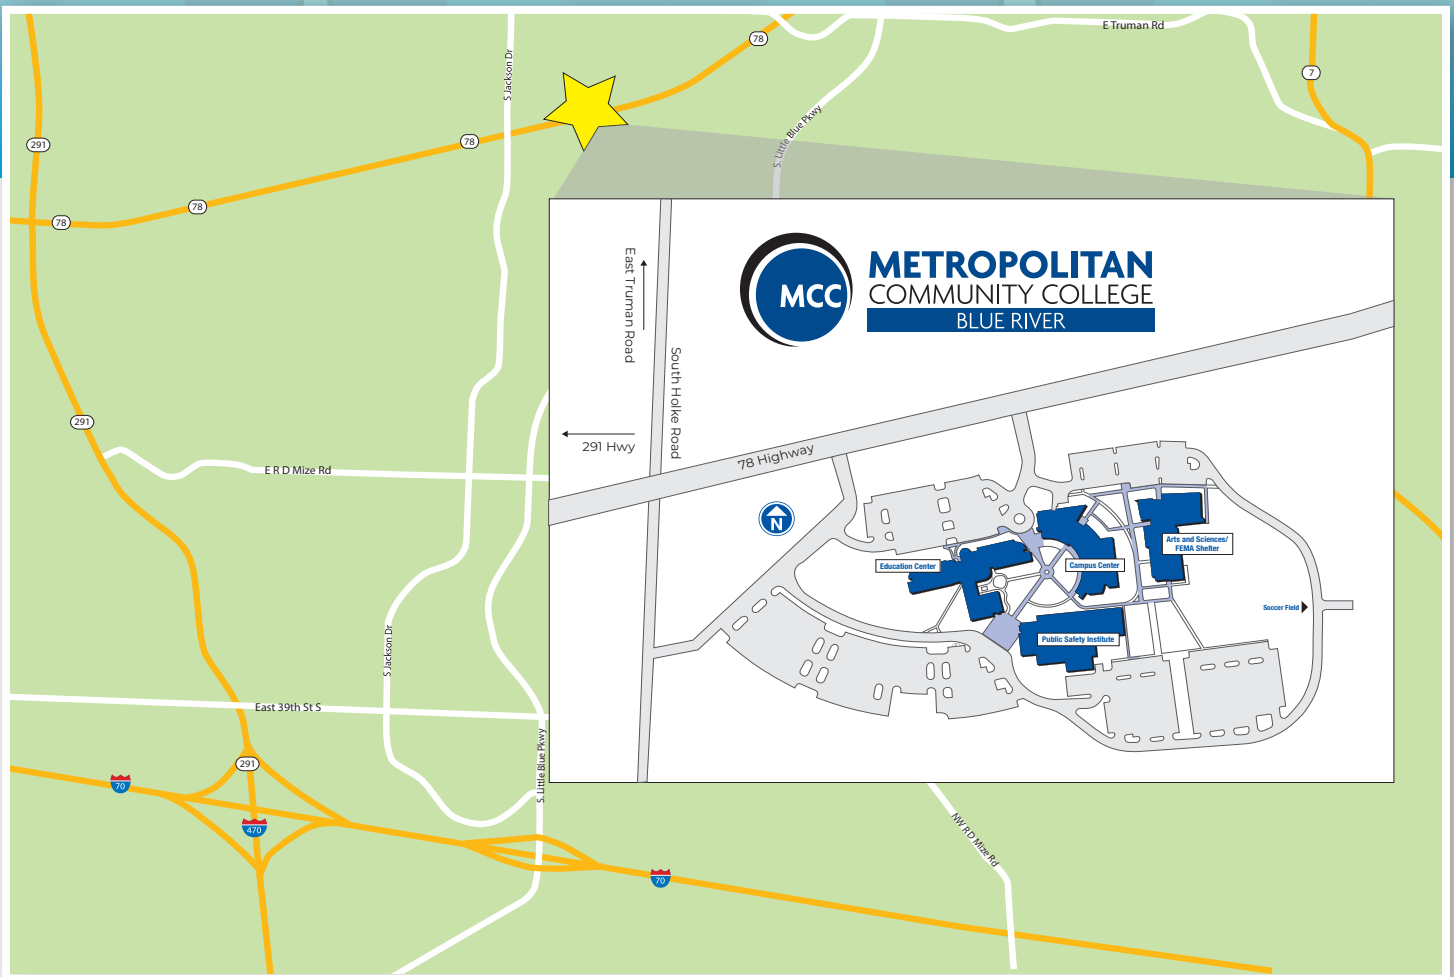 E Truman Rd
78
7
S Jackson Dr
291
78
S. Little Blue Pkwy
78
78
MCC
METROPOLITAN
COMMUNITY COLLEGE
BLUE RIVER
East Truman Road
South Holke Road
291 Hwy
78 Highway
291
E R D Mize Rd
N
Education Center
Campus Center
Arts and Sciences/
FEMA Shelter
Soccer Field
Public Safety Institute
S Jackson Dr
East 39th St S
S. Little Blue Pkwy
291
70
470
70
NW RD Mize Rd